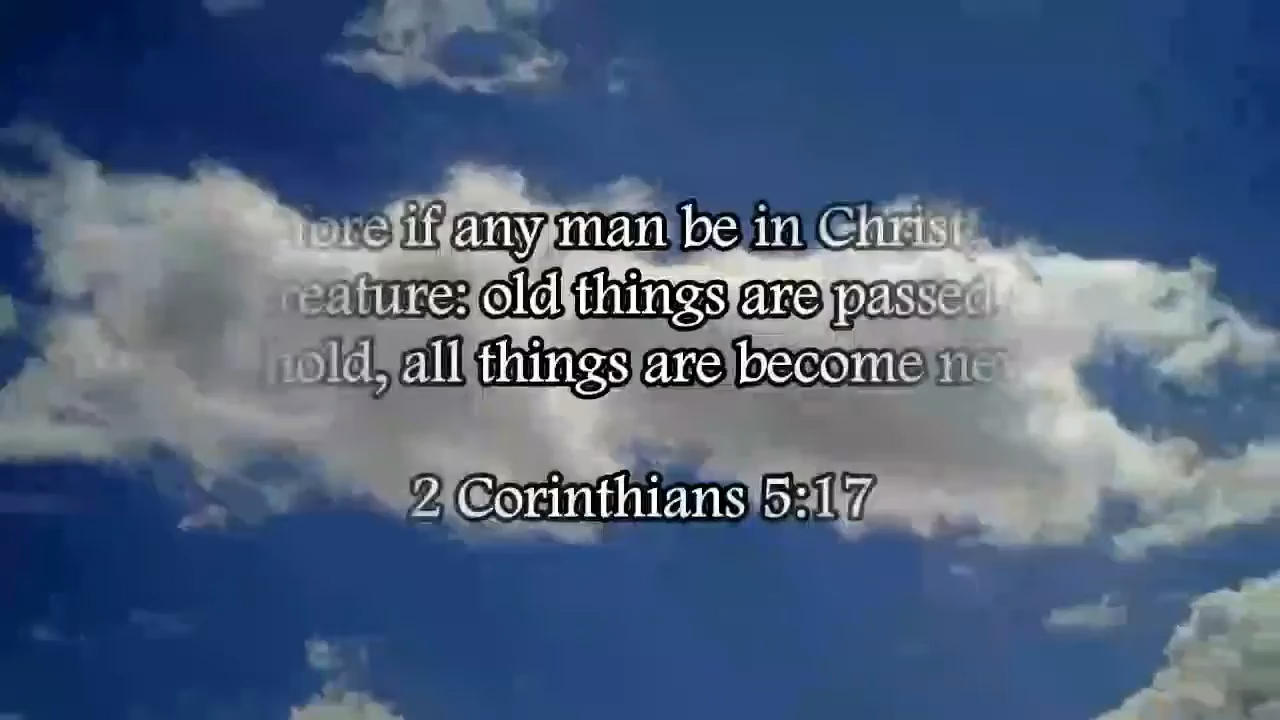 if any man be in Christ
old things are passed
all things are become
2 Corinthians 5:17